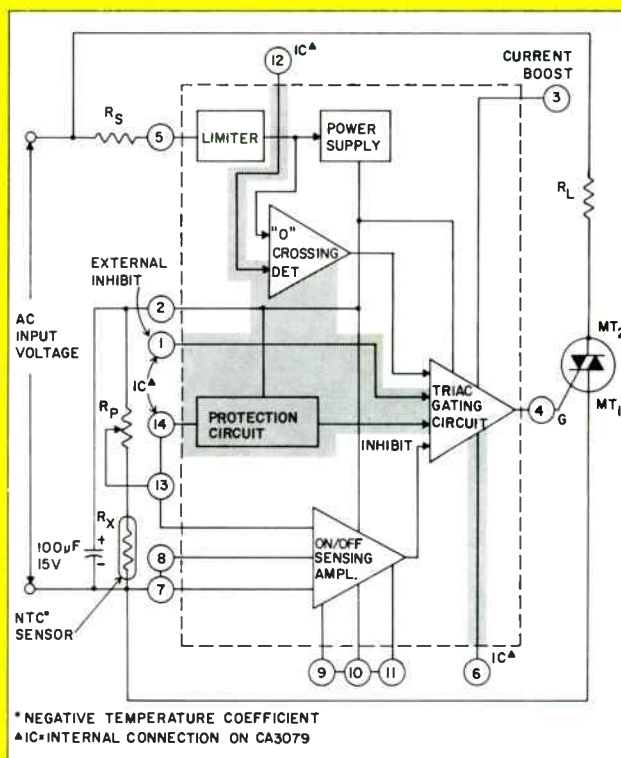 12
IC▲
CURRENT
BOOST
3
RS
5
LIMITER
POWER
SUPPLY
RL
"O"
CROSSING
DET
EXTERNAL
INHIBIT
2
MT2
AC
INPUT
VOLTAGE
1
IC▲
TRIAC
GATING
CIRCUIT
4
G
MT1
RP
14
PROTECTION
CIRCUIT
INHIBIT
13
RX
100µF
15V
+
-
8
7
ON/OFF
SENSING
AMPL.
NTC*
SENSOR
9
10
11
6
IC▲
* NEGATIVE TEMPERATURE COEFFICIENT
▲IC=INTERNAL CONNECTION ON CA3079